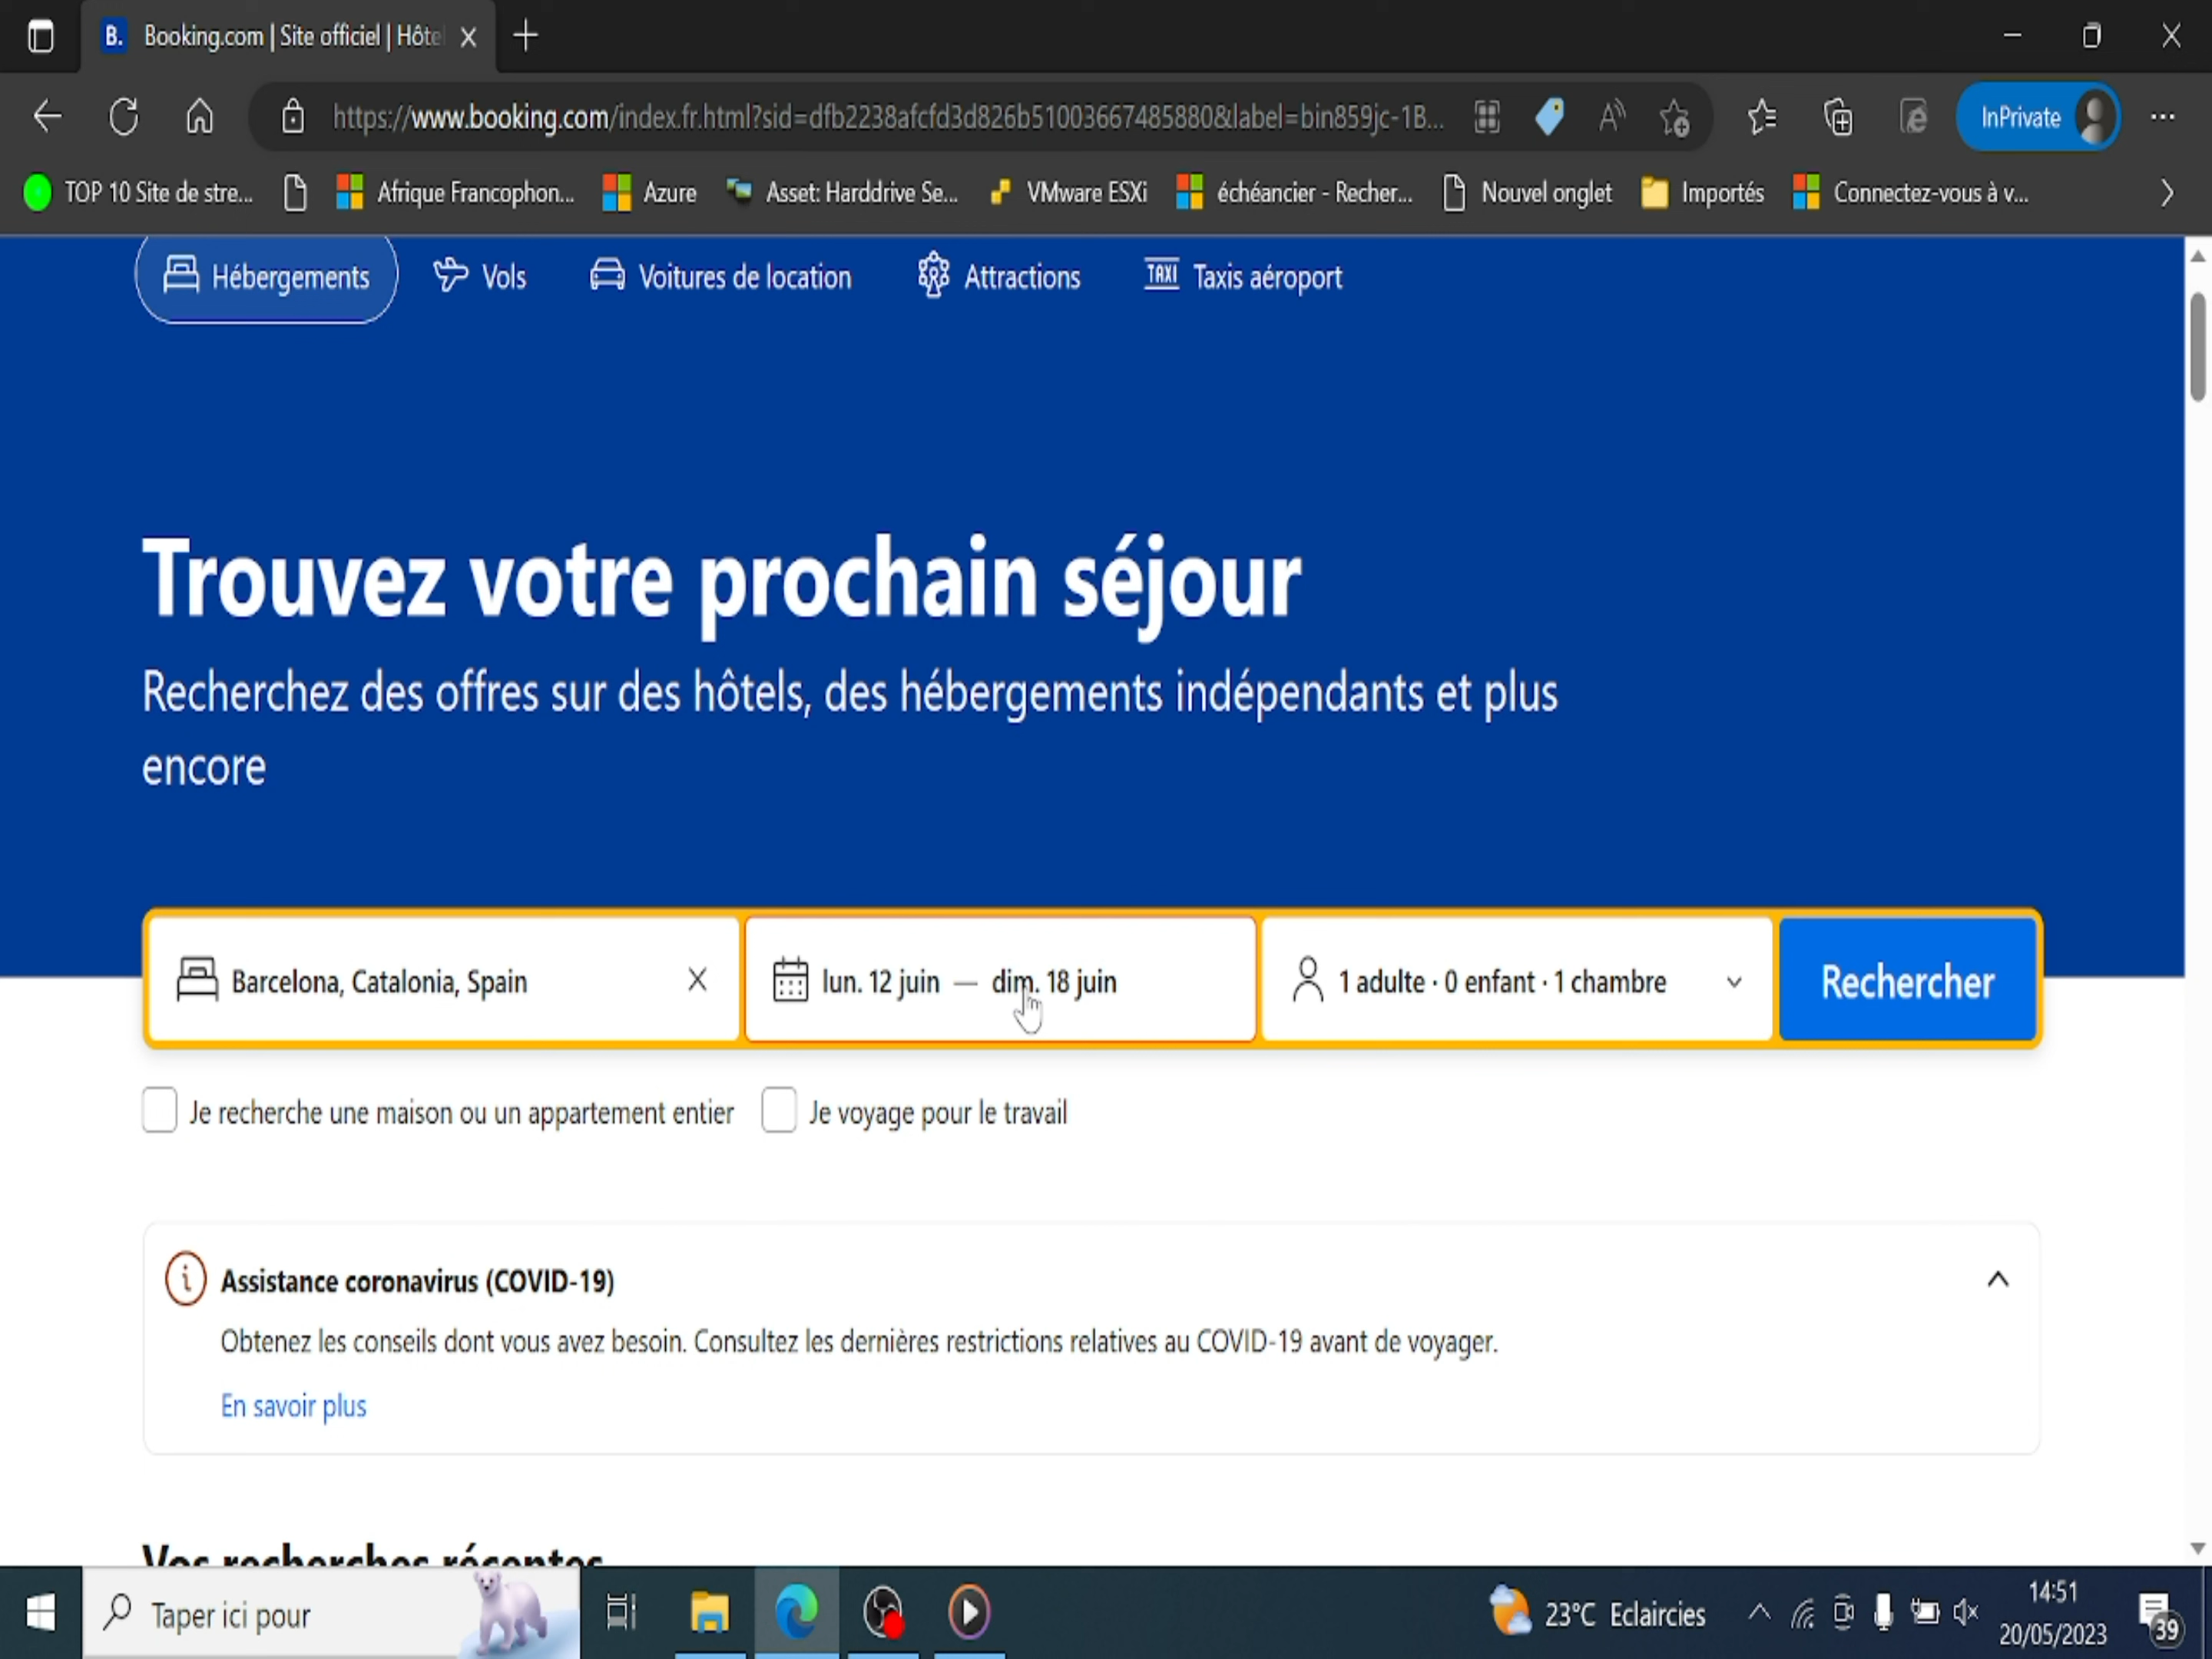 B. Booking.com | Site officiel | Hôte
https://www.booking.com/index.fr.html?sid=dfb2238afcfd3d826b51003667485880&label=bin859jc-1B...
InPrivate
TOP 10 Site de stre... Afrique Francophon... Azure Asset: Harddrive Se... VMware ESXi échéancier - Recher... Nouvel onglet Importés Connectez-vous à v...
Hébergements Vols Voitures de location Attractions TAXI Taxis aéroport
Trouvez votre prochain séjour
Recherchez des offres sur des hôtels, des hébergements indépendants et plus
encore
Barcelona, Catalonia, Spain lun. 12 juin — dim. 18 juin 1 adulte · 0 enfant · 1 chambre Rechercher
Je recherche une maison ou un appartement entier Je voyage pour le travail
Assistance coronavirus (COVID-19)
Obtenez les conseils dont vous avez besoin. Consultez les dernières restrictions relatives au COVID-19 avant de voyager.
En savoir plus
Vos recherches récentes
Taper ici pour 23°C Eclaircies 14:51
20/05/2023 39